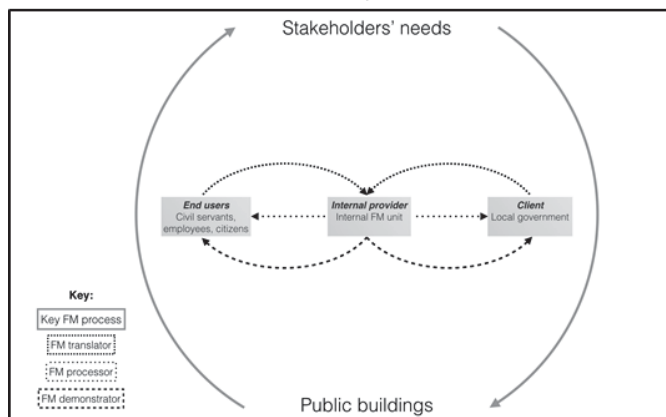 Stakeholders' needs
End users
Civil servants,
employees, citizens
Internal provider
Internal FM unit
Client
Local government
Key:
Key FM process
FM translator
FM processor
FM demonstrator
Public buildings